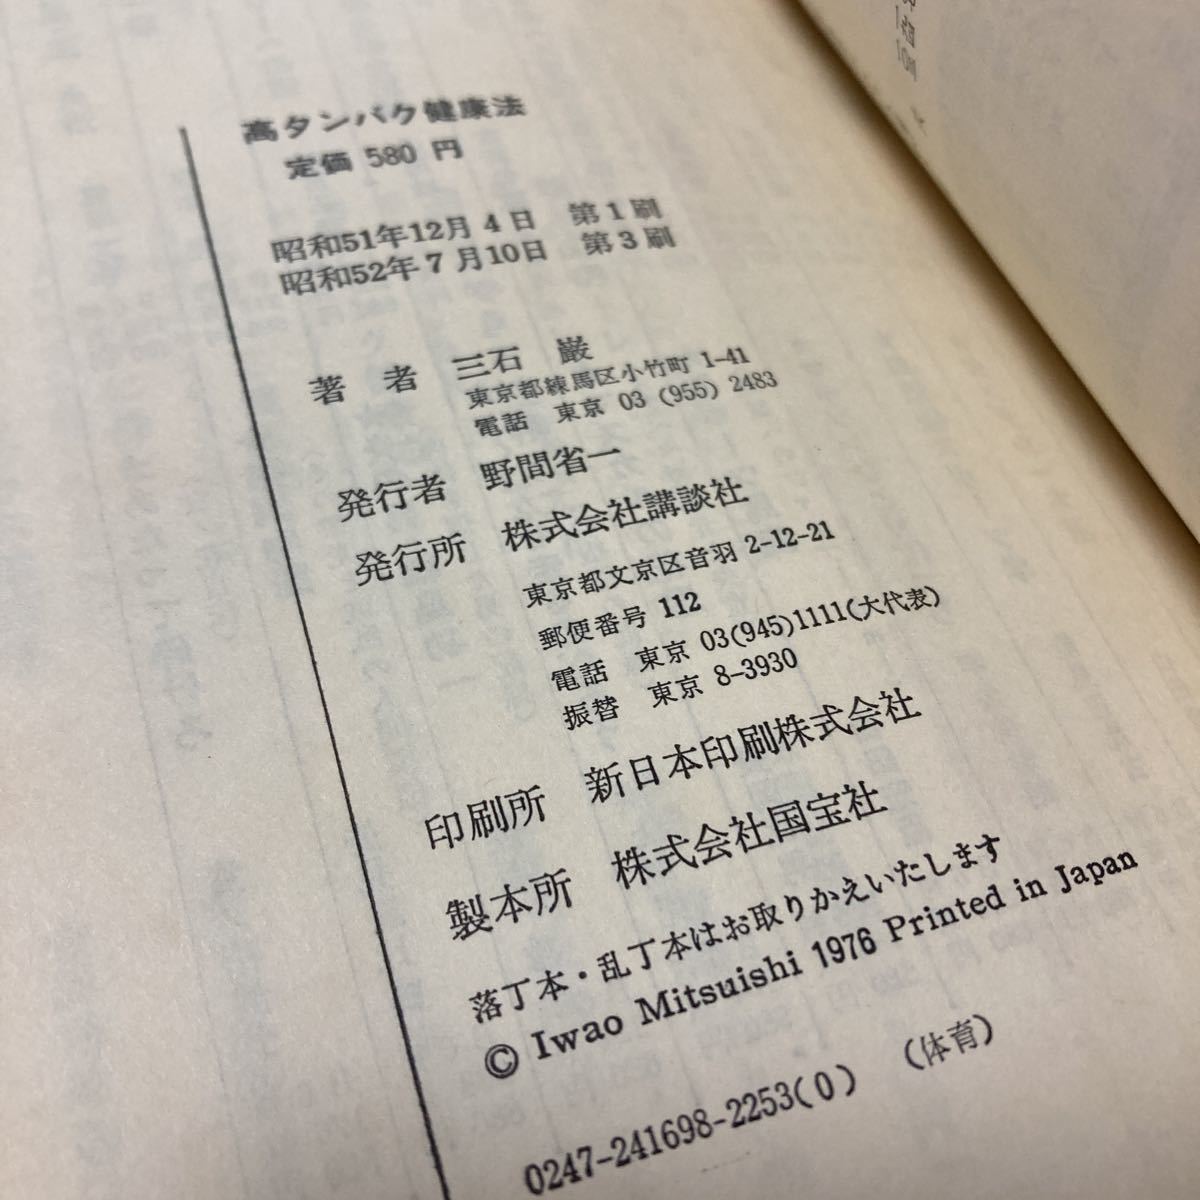 高タンパク健康法
定価 580 円
昭和51年12月 4 日 第 1 刷
昭和52年 7 月10日 第 3 刷
著 者 三石 巌
東京都練馬区小竹町 1-41
電話 東京 03 (955) 2483
発行者 野間省一
発行所 株式会社講談社
東京都文京区音羽 2-12-21
郵便番号 112
電話 東京 03(945)1111(大代表)
振替 東京 8-3930
印刷所 新日本印刷株式会社
製本所 株式会社国宝社
落丁本・乱丁本はお取りかえいたします
© Iwao Mitsuishi 1976 Printed in Japan
0247-241698-2253(0) (体育)